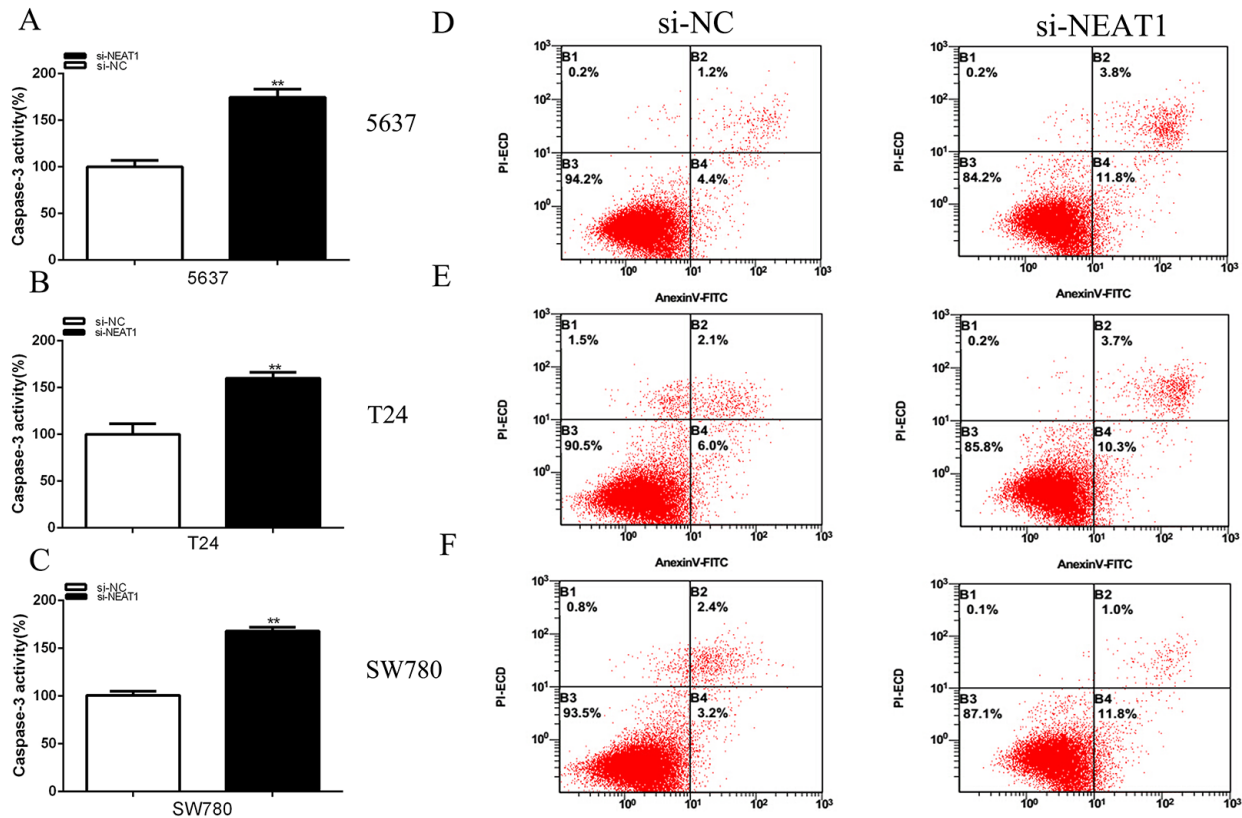 A
si-NEAT1
si-NC
200
150
100
50
0
Caspase-3 activity(%)
**
5637
5637
B
si-NC
si-NEAT1
200
150
100
50
0
Caspase-3 activity(%)
**
T24
T24
C
si-NC
si-NEAT1
200
150
100
50
0
Caspase-3 activity(%)
**
SW780
SW780
D
si-NC
si-NEAT1
10³
10²
10
10⁰
PI-ECD
B1
0.2%
B2
1.2%
B3
94.2%
B4
4.4%
10⁰ 10¹ 10² 10³
10³
10²
10¹
10⁰
PI-ECD
B1
0.2%
B2
3.8%
B3
84.2%
B4
11.8%
10⁰ 10¹ 10² 10³
E
AnexinV-FITC
10³
10²
10¹
10⁰
PI-ECD
B1
1.5%
B2
2.1%
B3
90.5%
B4
6.0%
10⁰ 10¹ 10² 10³
AnexinV-FITC
10³
10²
10¹
10⁰
PI-ECD
B1
0.2%
B2
3.7%
B3
85.8%
B4
10.3%
10⁰ 10¹ 10² 10³
F
AnexinV-FITC
10³
10²
10¹
10⁰
PI-ECD
B1
0.8%
B2
2.4%
B3
93.5%
B4
3.2%
10⁰ 10¹ 10² 10³
AnexinV-FITC
10³
10²
10¹
10⁰
PI-ECD
B1
0.1%
B2
1.0%
B3
87.1%
B4
11.8%
10⁰ 10¹ 10² 10³